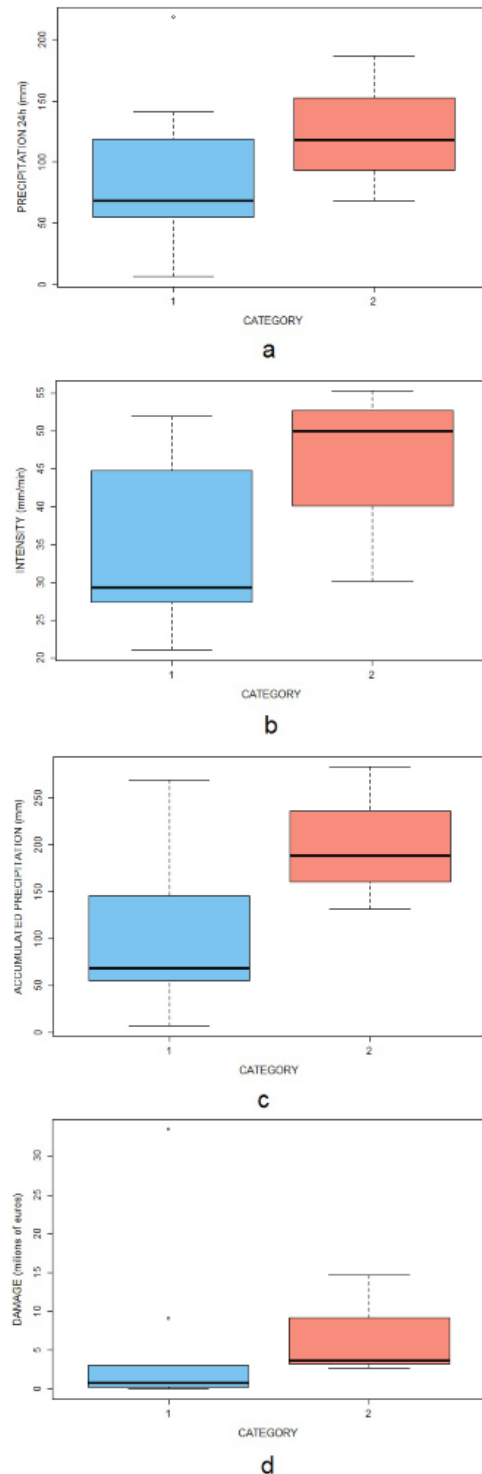 PRECIPITATION 24h (mm)
200
150
100
50
0
1
2
CATEGORY
a
INTENSITY (mm/min)
55
50
45
40
35
30
25
20
1
2
CATEGORY
b
ACCUMULATED PRECIPITATION (mm)
250
200
150
100
50
0
1
2
CATEGORY
c
DAMAGE (milions of euros)
30
25
20
15
10
5
0
1
2
CATEGORY
d